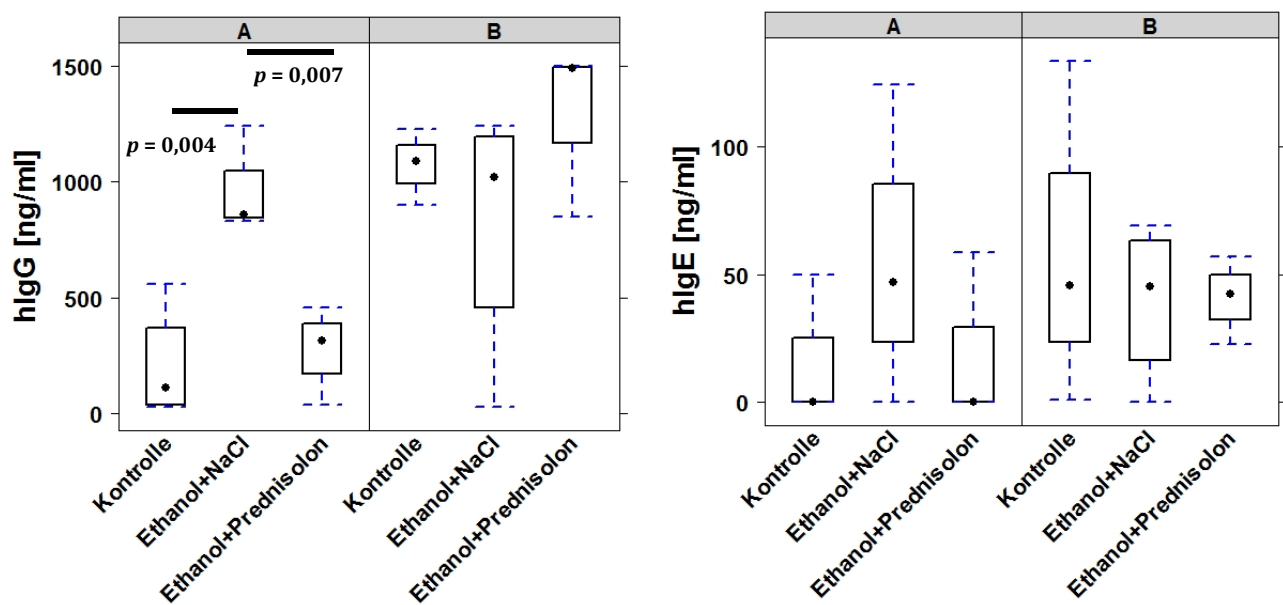 A B
1500
1000
500
0
hIgG [ng/ml]
p = 0,007
p = 0,004
Kontrolle
Ethanol+NaCl
Ethanol+Prednisolon
Kontrolle
Ethanol+NaCl
Ethanol+Prednisolon
A B
100
50
0
hIgE [ng/ml]
Kontrolle
Ethanol+NaCl
Ethanol+Prednisolon
Kontrolle
Ethanol+NaCl
Ethanol+Prednisolon